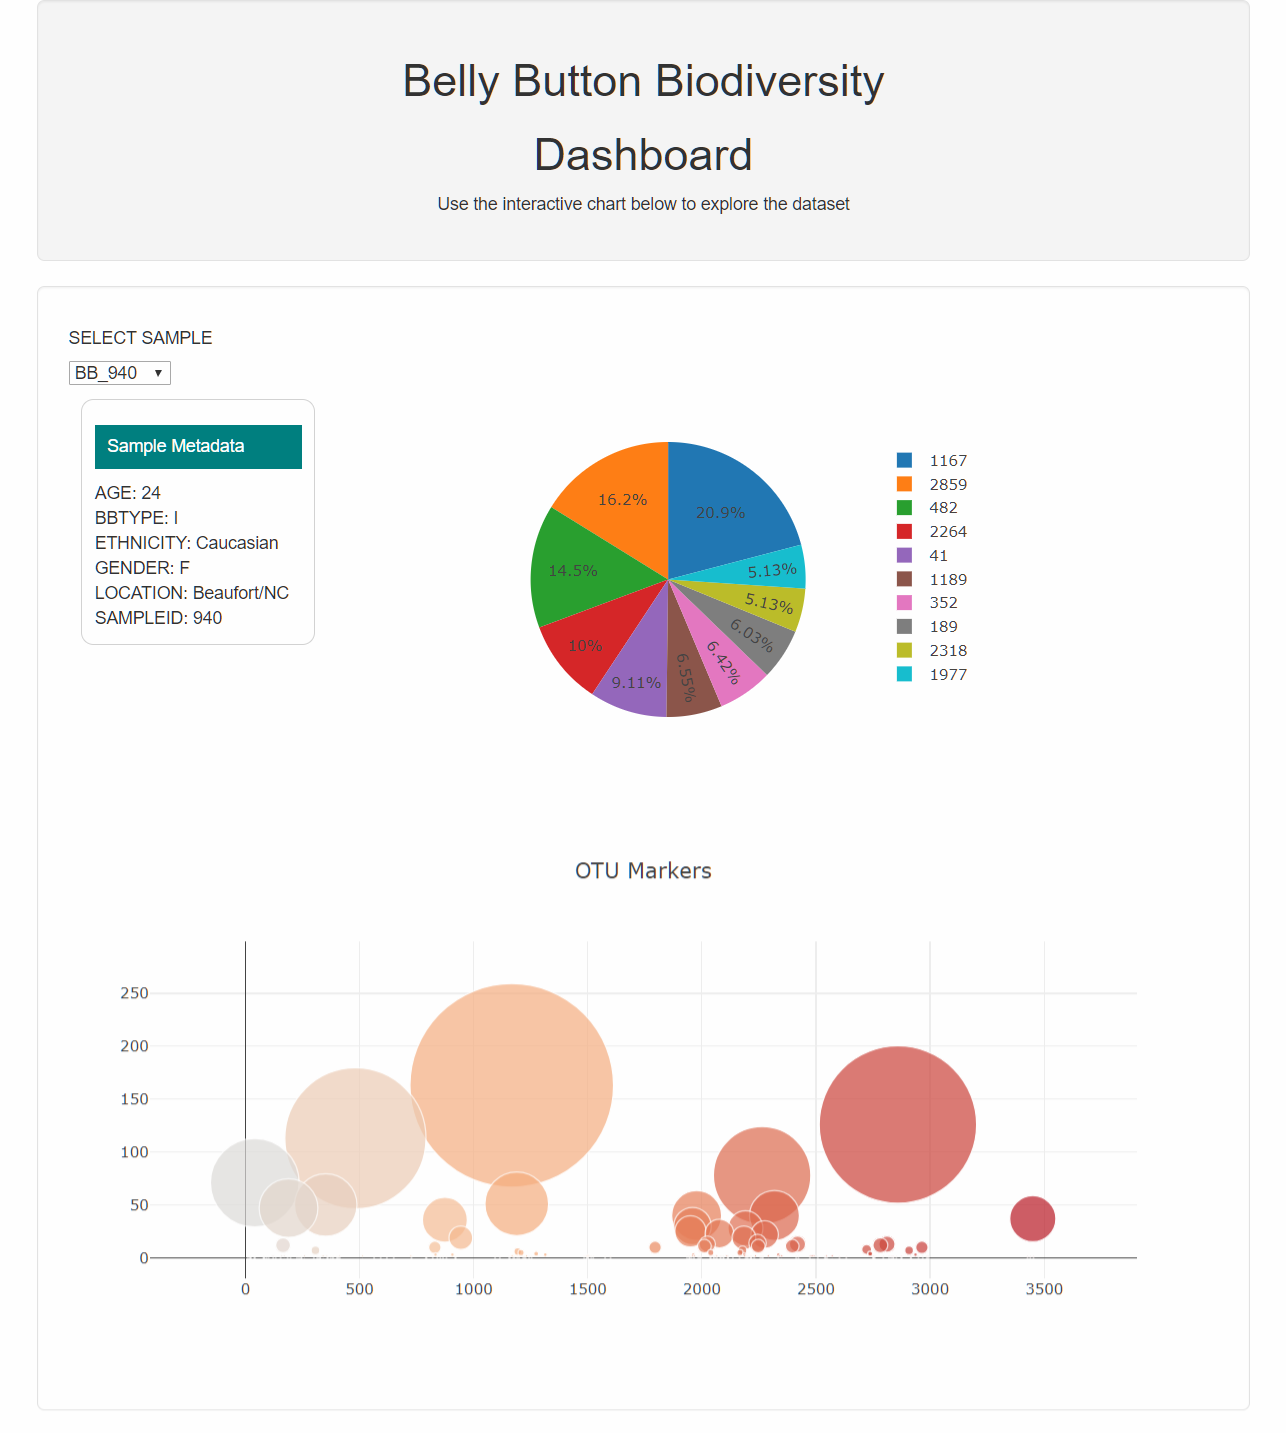 Belly Button Biodiversity
Dashboard
Use the interactive chart below to explore the dataset
SELECT SAMPLE
BB_940
Sample Metadata
AGE: 24
BBTYPE: I
ETHNICITY: Caucasian
GENDER: F
LOCATION: Beaufort/NC
SAMPLEID: 940
20.9%
16.2%
14.5%
10%
9.11%
6.55%
6.42%
6.03%
5.13%
5.13%
1167
2859
482
2264
41
1189
352
189
2318
1977
OTU Markers
250
200
150
100
50
0
0 500 1000 1500 2000 2500 3000 3500